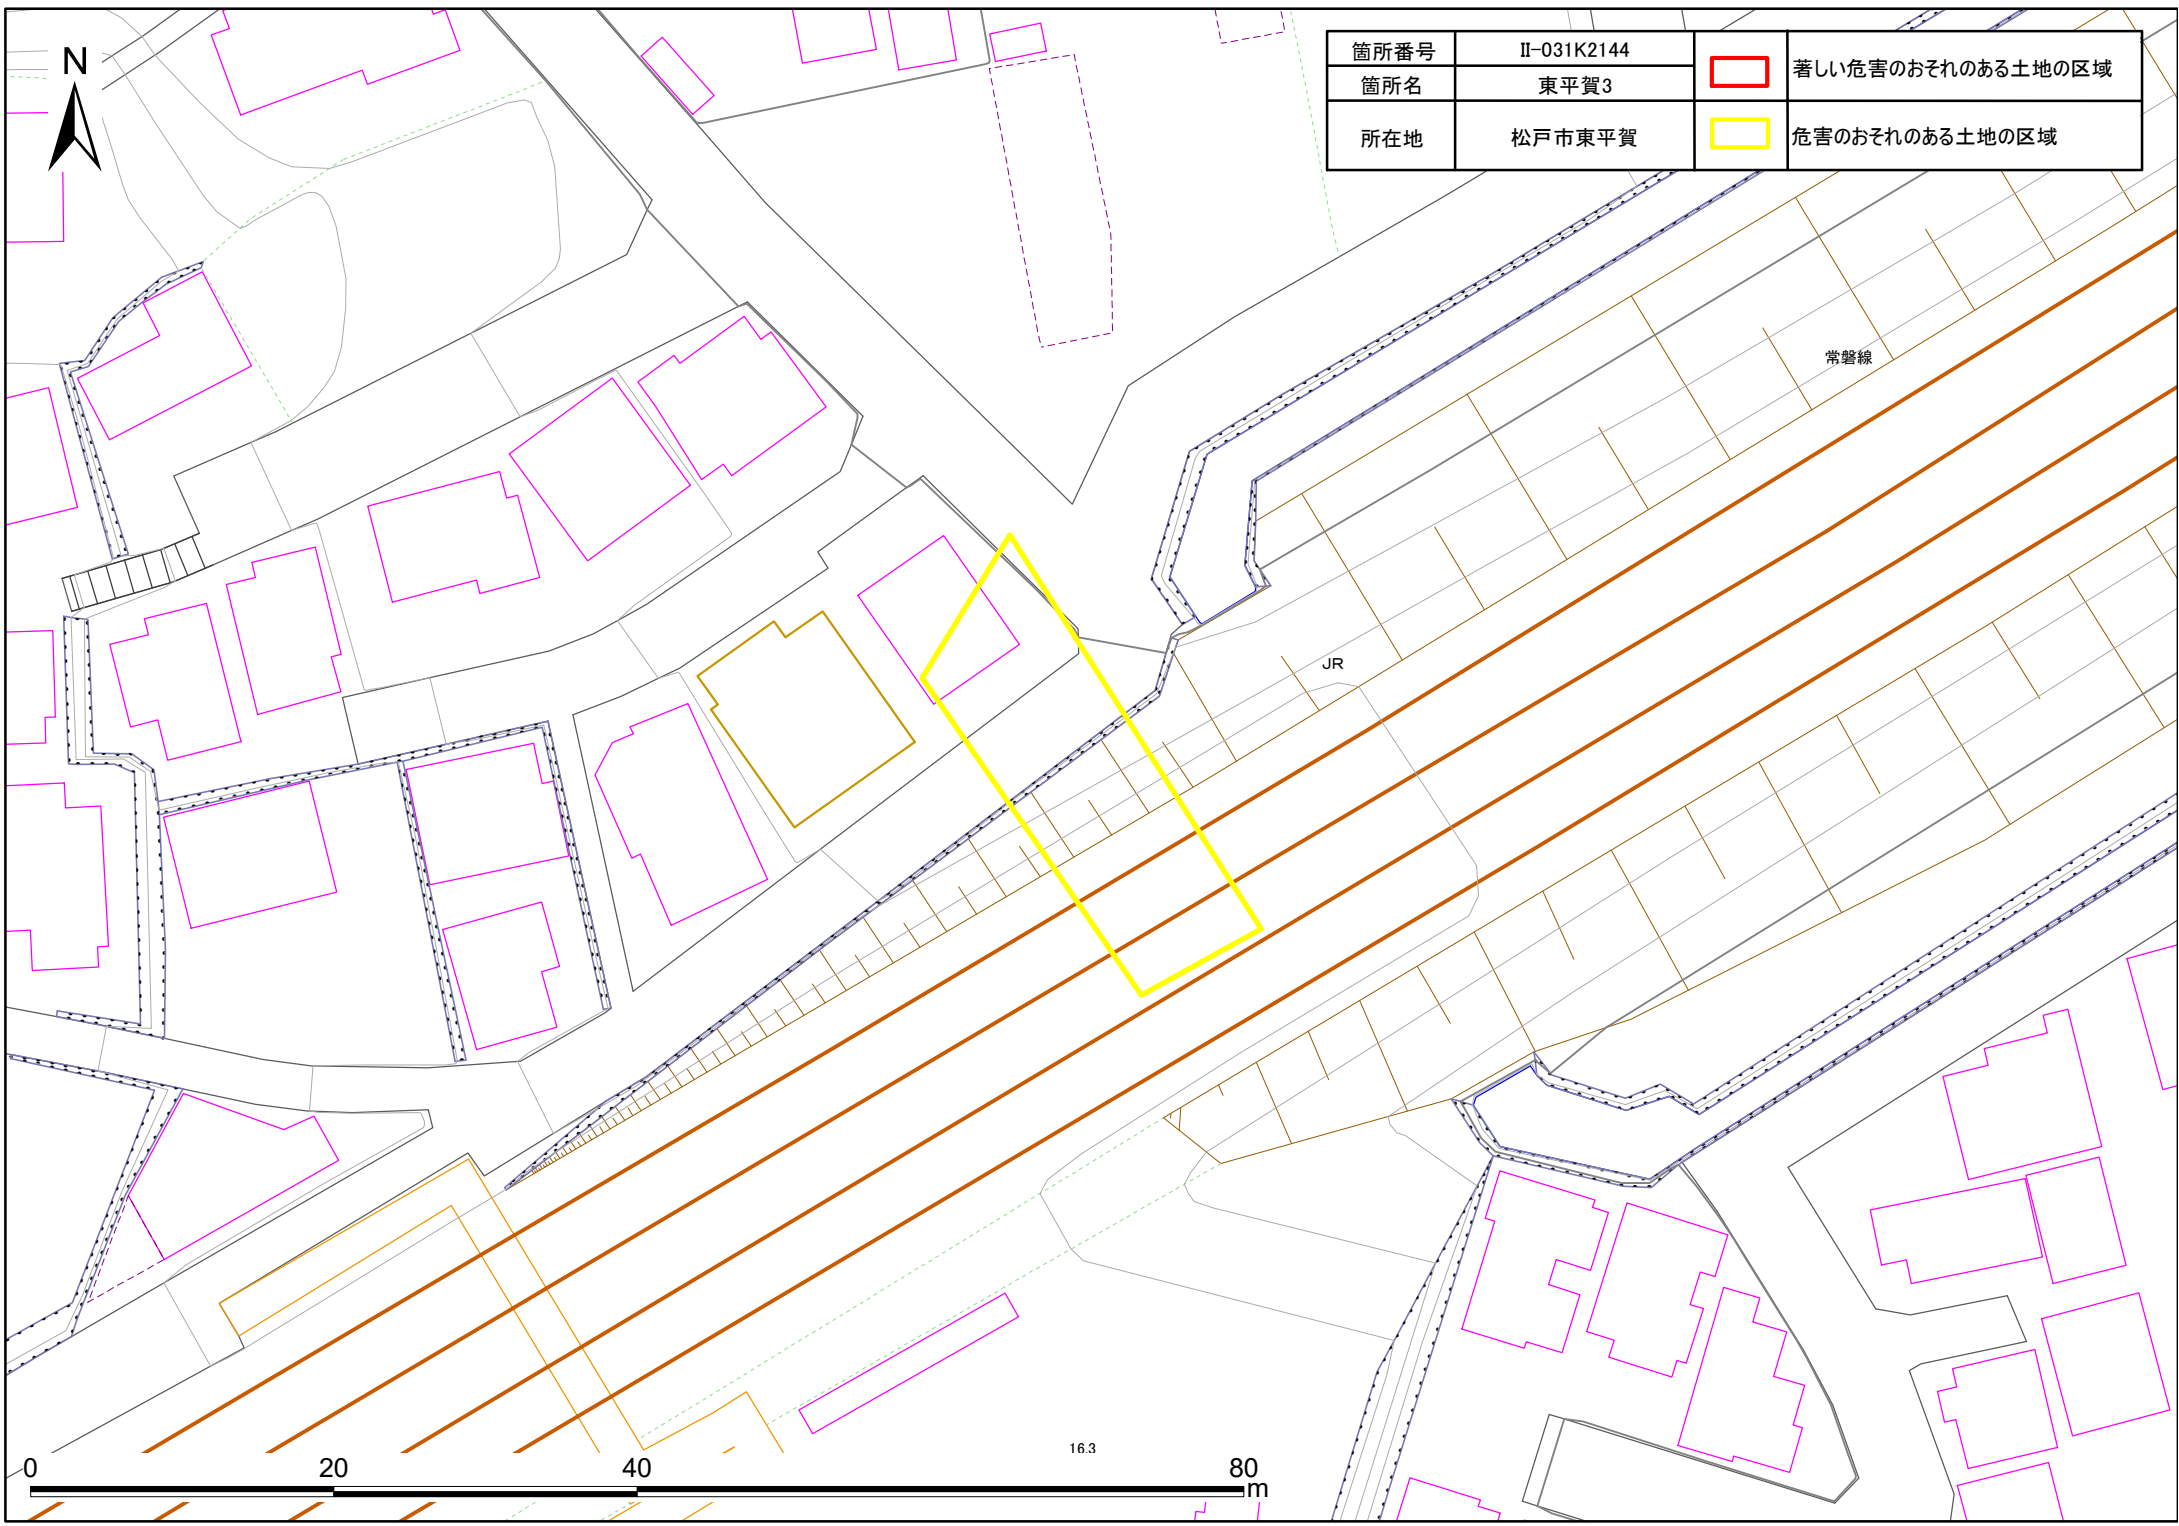 N
箇所番号 II-031K2144
箇所名 東平賀3
所在地 松戸市東平賀
著しい危害のおそれのある土地の区域
危害のおそれのある土地の区域
常磐線
JR
16.3
0 20 40 80
m